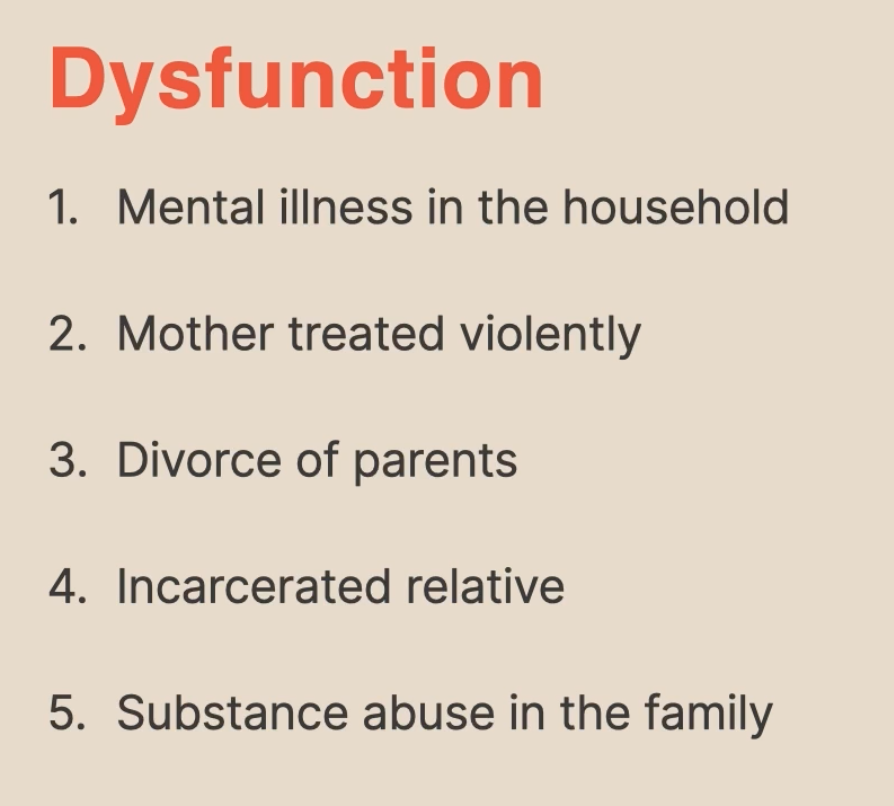 Dysfunction
1. Mental illness in the household
2. Mother treated violently
3. Divorce of parents
4. Incarcerated relative
5. Substance abuse in the family